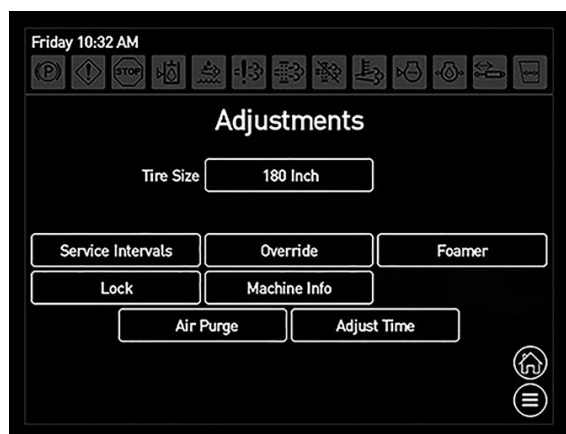 Friday 10:32 AM
(P) STOP
Adjustments
Tire Size 180 Inch
Service Intervals Override Foamer
Lock Machine Info
Air Purge Adjust Time